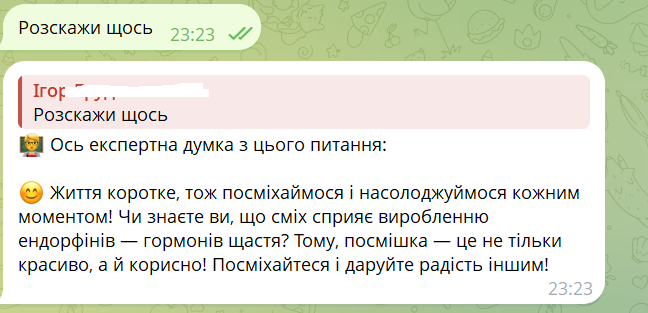 Розскажи щось
23:23
Ігор
Розскажи щось
Ось експертна думка з цього питання:
Життя коротке, тож посміхаймося і насолоджуймося кожним
моментом! Чи знаєте ви, що сміх сприяє виробленню
ендорфінів — гормонів щастя? Тому, посмішка — це не тільки
красиво, а й корисно! Посміхайтеся і даруйте радість іншим!
23:23